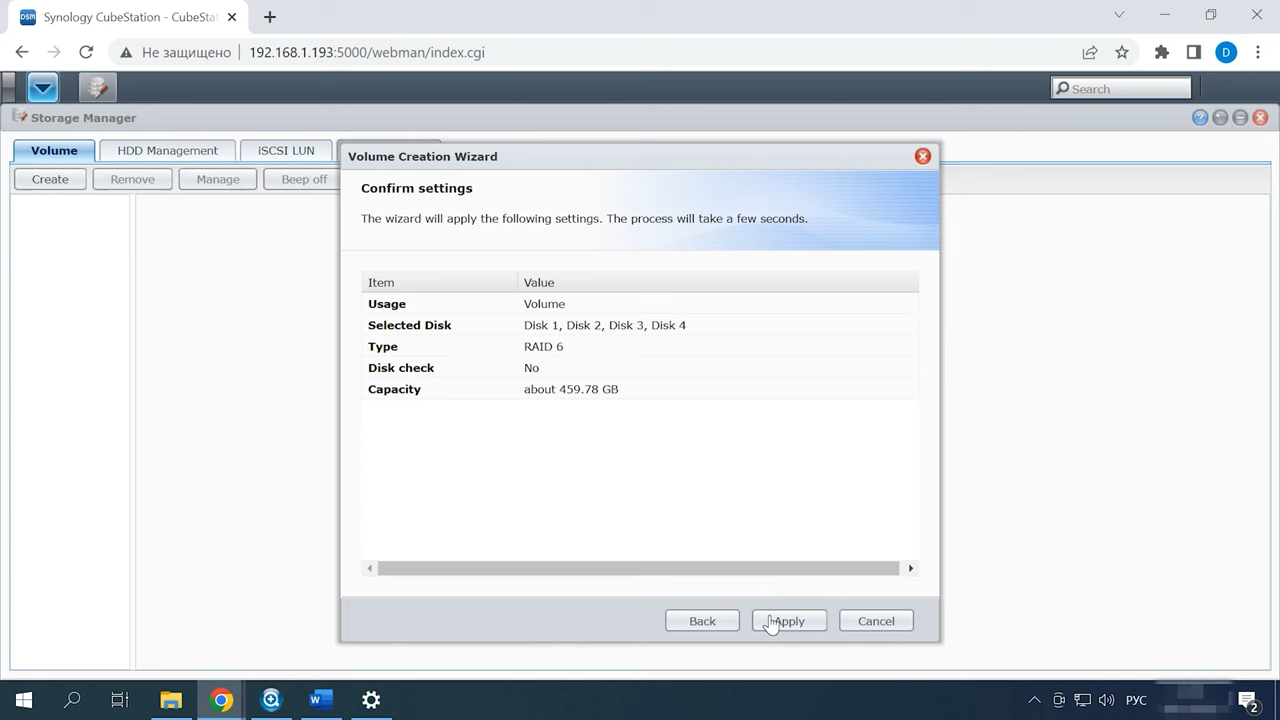 Synology CubeStation - CubeSta
Не защищено
192.168.1.193:5000/webman/index.cgi
D
Search
Storage Manager
Volume
HDD Management
iSCSI LUN
Create
Remove
Manage
Beep off
Volume Creation Wizard
Confirm settings
The wizard will apply the following settings. The process will take a few seconds.
Item Value
Usage Volume
Selected Disk Disk 1, Disk 2, Disk 3, Disk 4
Type RAID 6
Disk check No
Capacity about 459.78 GB
Back
Apply
Cancel
РУС
2